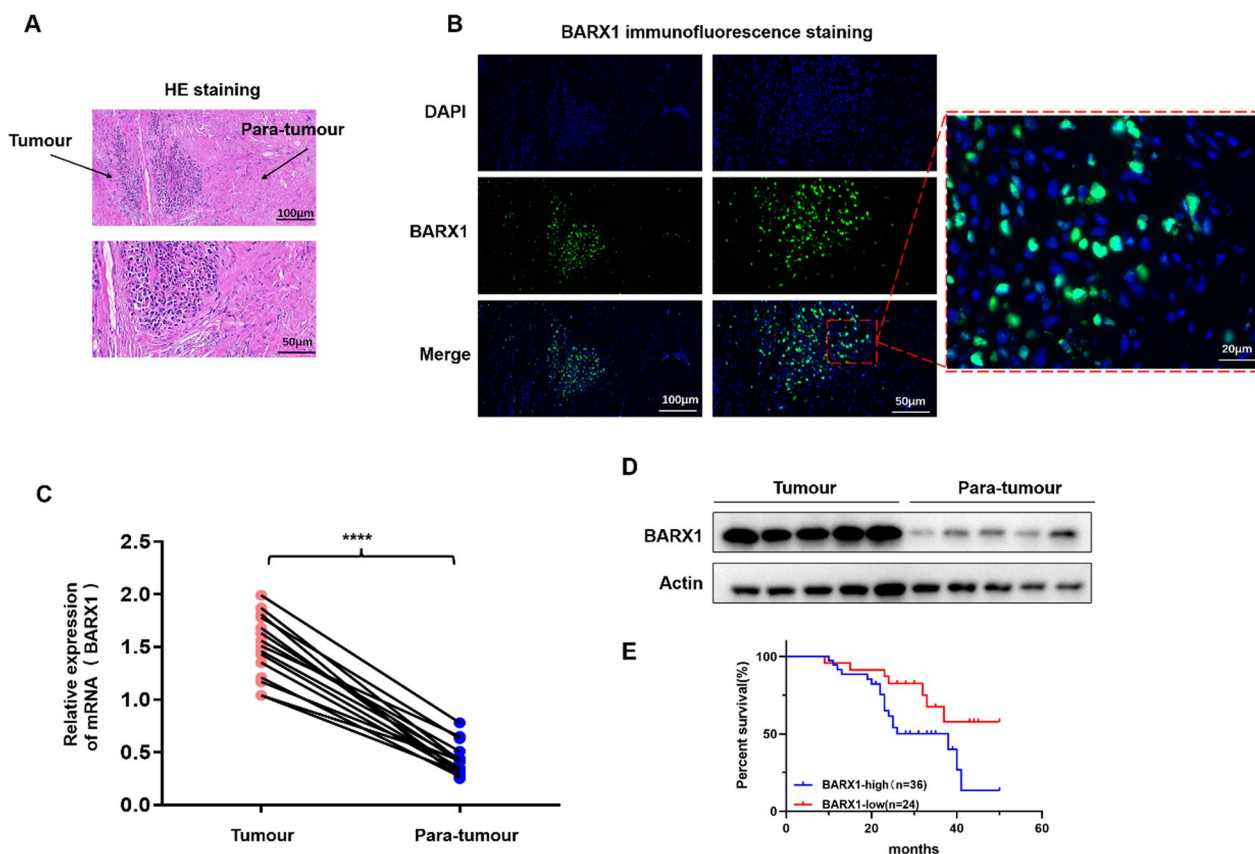 A
HE staining
Tumour
Para-tumour
100μm
50μm
B
BARX1 immunofluorescence staining
DAPI
BARX1
Merge
100μm
50μm
20μm
C
Relative expression
of mRNA（BARX1）
2.5
2.0
1.5
1.0
0.5
0.0
****
Tumour
Para-tumour
D
Tumour
Para-tumour
BARX1
Actin
E
Percent survival(%)
100
50
0
BARX1-high（n=36）
BARX1-low(n=24)
0
20
40
60
months